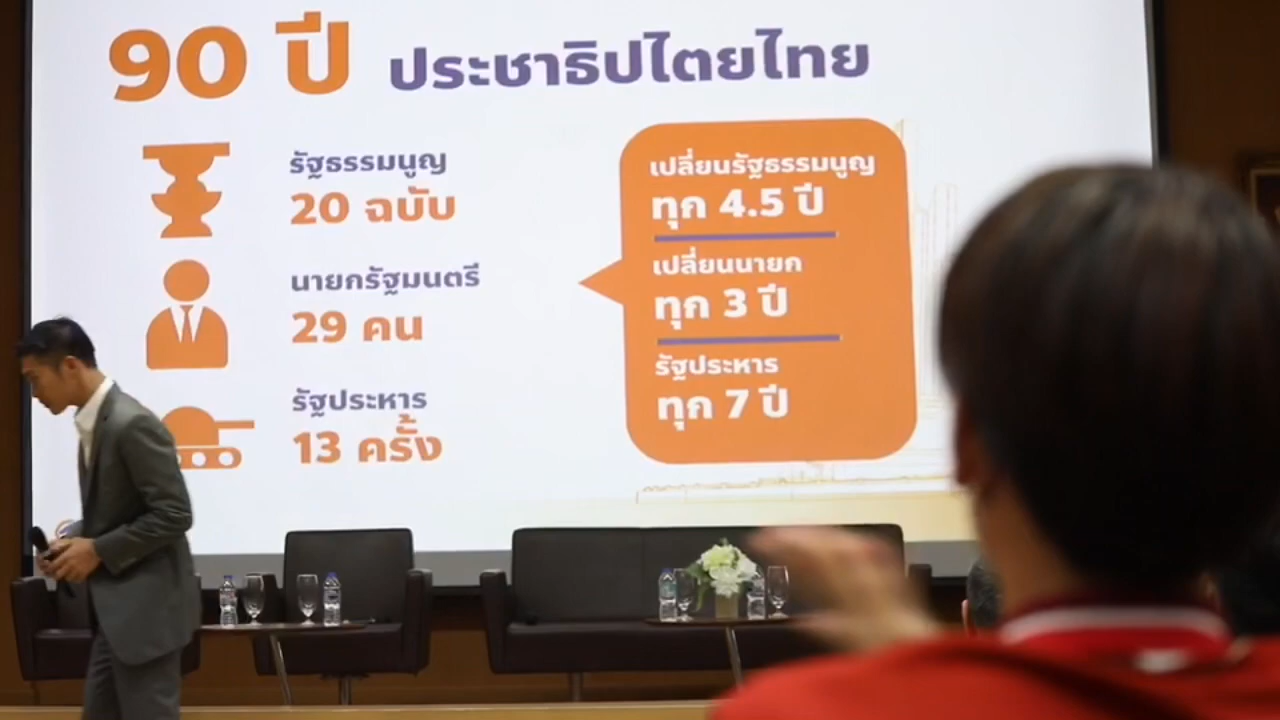 90 ปี ประชาธิปไตยไทย
รัฐธรรมนูญ
20 ฉบับ
นายกรัฐมนตรี
29 คน
รัฐประหาร
13 ครั้ง
เปลี่ยนรัฐธรรมนูญ
ทุก 4.5 ปี
เปลี่ยนนายก
ทุก 3 ปี
รัฐประหาร
ทุก 7 ปี